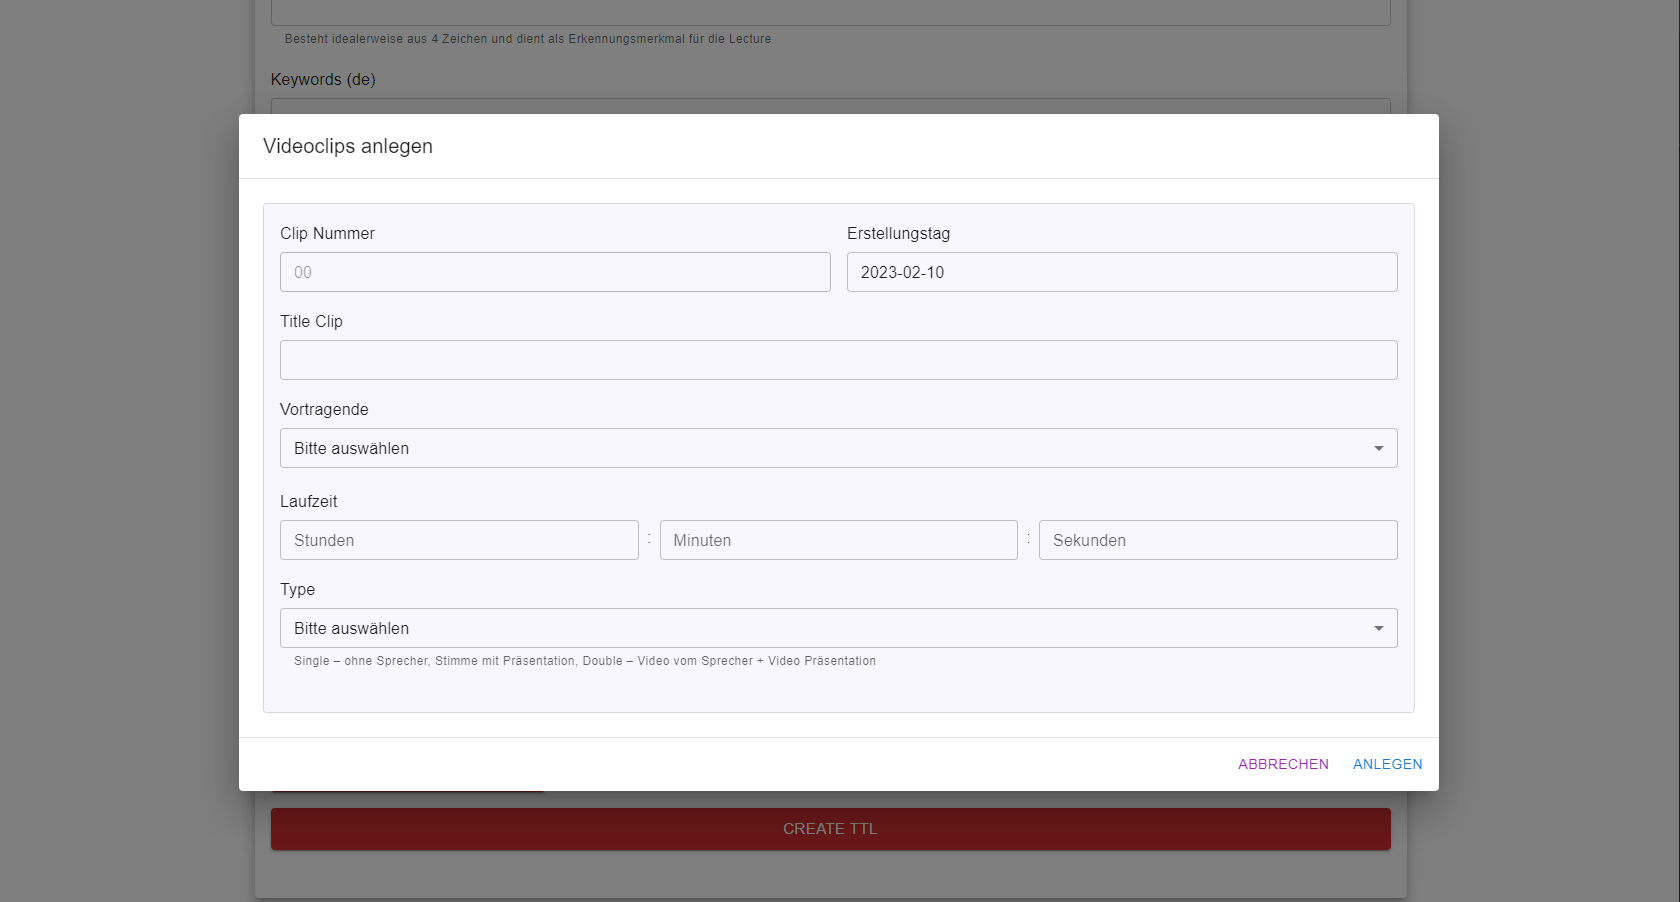 Besteht idealerweise aus 4 Zeichen und dient als Erkennungsmerkmal für die Lecture
Keywords (de)
Videoclips anlegen
Clip Nummer
Erstellungstag
00
2023-02-10
Title Clip
Vortragende
Bitte auswählen
Laufzeit
Stunden : Minuten : Sekunden
Type
Bitte auswählen
Single – ohne Sprecher, Stimme mit Präsentation, Double – Video vom Sprecher + Video Präsentation
ABBRECHEN ANLEGEN
CREATE TTL